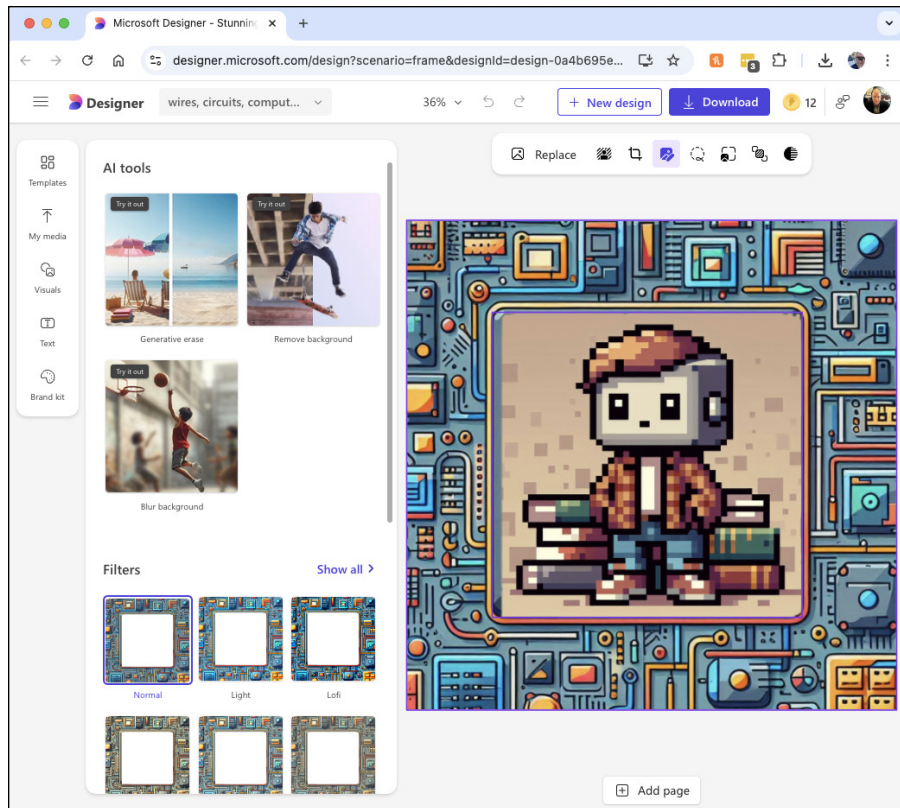 Microsoft Designer - Stunning
designer.microsoft.com/design?scenario=frame&designId=design-0a4b695e...
3
Designer
wires, circuits, comput...
36%
+ New design
Download
12
Templates
My media
Visuals
Text
Brand kit
AI tools
Try it out
Try it out
Generative erase
Remove background
Try it out
Blur background
Filters
Show all
Normal
Light
Lofi
Replace
Add page